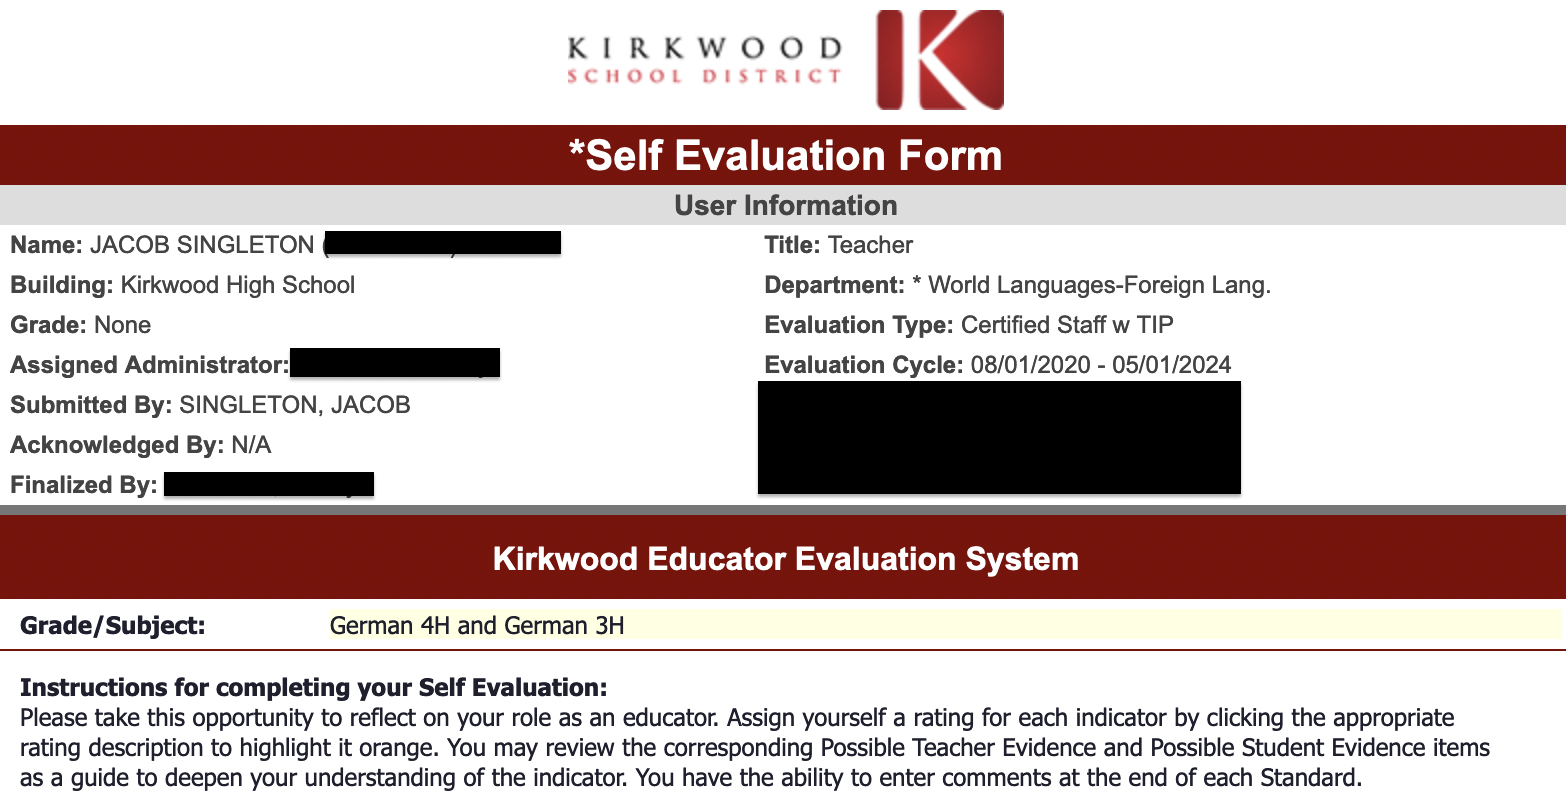 KIRKWOOD
SCHOOL DISTRICT
*Self Evaluation Form
User Information
Name: JACOB SINGLETON (
Title: Teacher
Building: Kirkwood High School
Department: * World Languages-Foreign Lang.
Grade: None
Evaluation Type: Certified Staff w TIP
Assigned Administrator:
Evaluation Cycle: 08/01/2020 - 05/01/2024
Submitted By: SINGLETON, JACOB
Acknowledged By: N/A
Finalized By:
Kirkwood Educator Evaluation System
Grade/Subject: German 4H and German 3H
Instructions for completing your Self Evaluation:
Please take this opportunity to reflect on your role as an educator. Assign yourself a rating for each indicator by clicking the appropriate
rating description to highlight it orange. You may review the corresponding Possible Teacher Evidence and Possible Student Evidence items
as a guide to deepen your understanding of the indicator. You have the ability to enter comments at the end of each Standard.